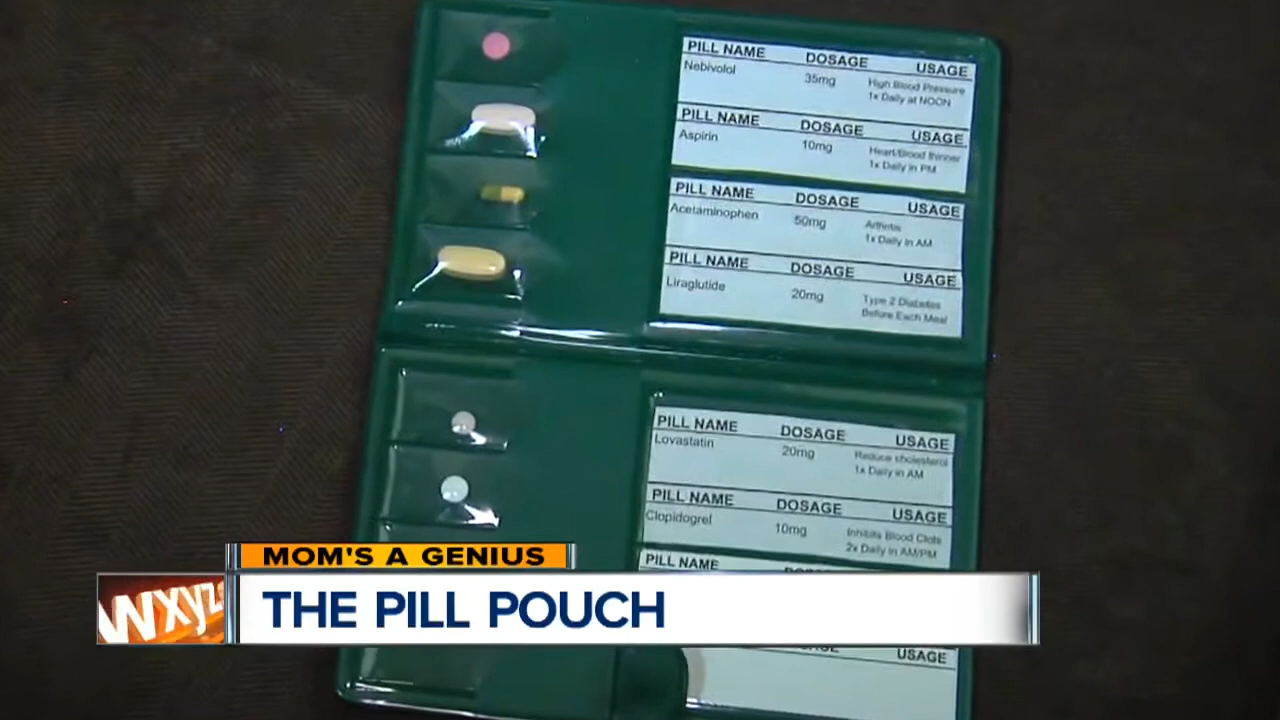 PILL NAME DOSAGE USAGE
Nebivolol 35mg High Blood Pressure
1x Daily at NOON
PILL NAME DOSAGE USAGE
Aspirin 10mg Heart/Blood thinner
1x Daily in PM
PILL NAME DOSAGE USAGE
Acetaminophen 50mg Arthritis
1x Daily in AM
PILL NAME DOSAGE USAGE
Liraglutide 20mg Type 2 Diabetes
Before Each Meal
PILL NAME DOSAGE USAGE
Lovastatin 20mg Reduce cholesterol
1x Daily in AM
PILL NAME DOSAGE USAGE
Clopidogrel 10mg Inhibits Blood Clots
2x Daily in AM/PM
PILL NAME
MOM'S A GENIUS
WXYZ
THE PILL POUCH
USAGE